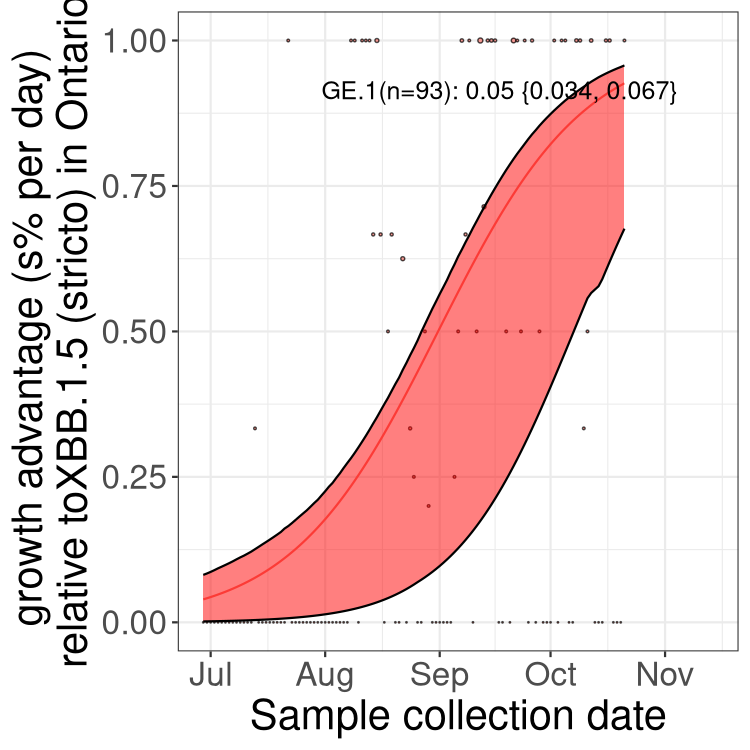 growth advantage (s% per day)
relative toXBB.1.5 (stricto) in Ontario
1.00
0.75
0.50
0.25
0.00
GE.1(n=93): 0.05 {0.034, 0.067}
Jul Aug Sep Oct Nov
Sample collection date